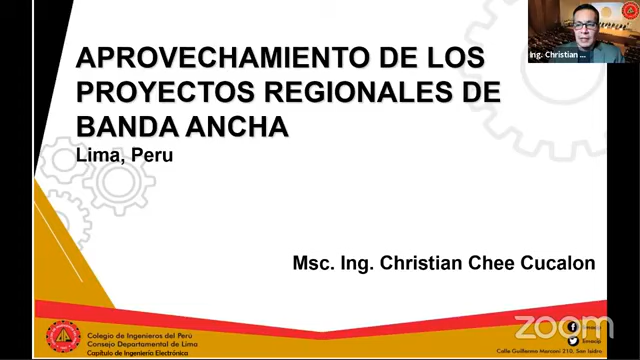 APROVECHAMIENTO DE LOS
PROYECTOS REGIONALES DE
BANDA ANCHA
Lima, Peru
Msc. Ing. Christian Chee Cucalon
Ing. Christian ...
Colegio de Ingenieros del Perú
Consejo Departamental de Lima
Capítulo de Ingeniería Electrónica
zoom
Calle Guillermo Marconi 210. San Isidro